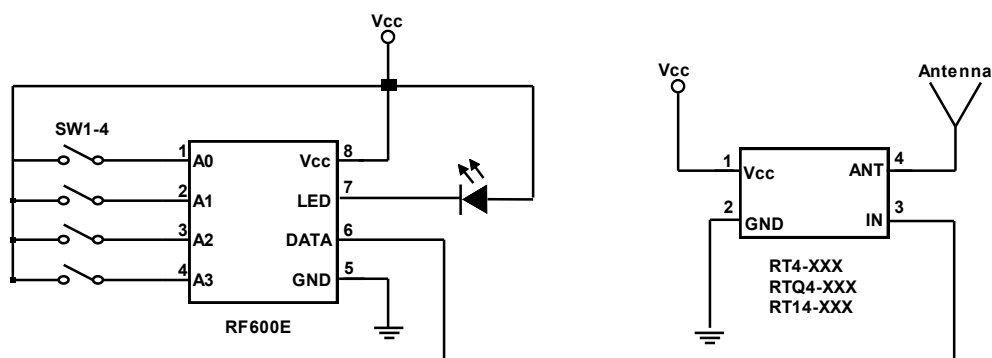 Vcc
SW1-4
1 A0
2 A1
3 A2
4 A3
Vcc 8
LED 7
DATA 6
GND 5
RF600E
Vcc
Antenna
1 Vcc
2 GND
ANT 4
IN 3
RT4-XXX
RTQ4-XXX
RT14-XXX